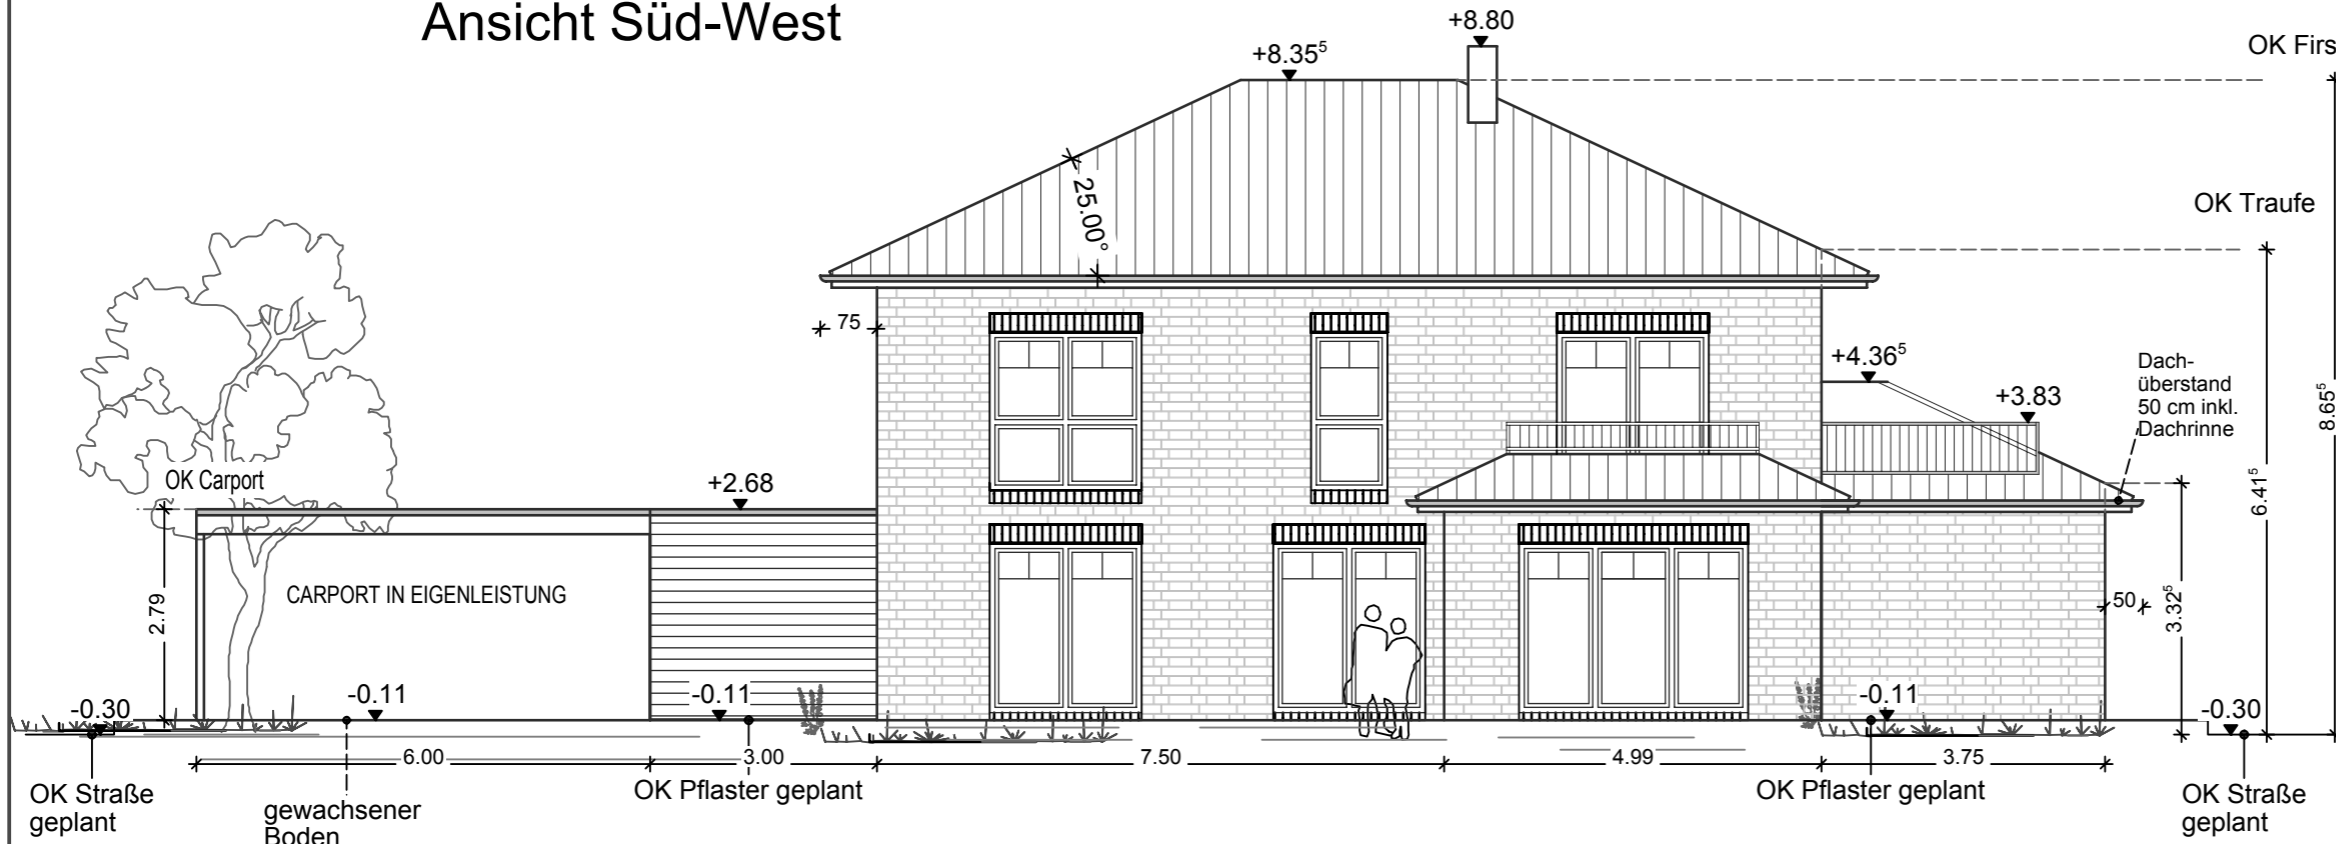 Ansicht Süd-West
+8.80
+8.35⁵
OK Firs
25.00°
OK Traufe
75
+4.36⁵
+3.83
Dach-
überstand
50 cm inkl.
Dachrinne
8.65⁵
6.41⁵
3.32⁵
50
OK Carport
+2.68
CARPORT IN EIGENLEISTUNG
2.79
-0.30
-0.11
-0.11
-0.11
-0.30
6.00
3.00
7.50
4.99
3.75
OK Straße
geplant
gewachsener
Boden
OK Pflaster geplant
OK Pflaster geplant
OK Straße
geplant